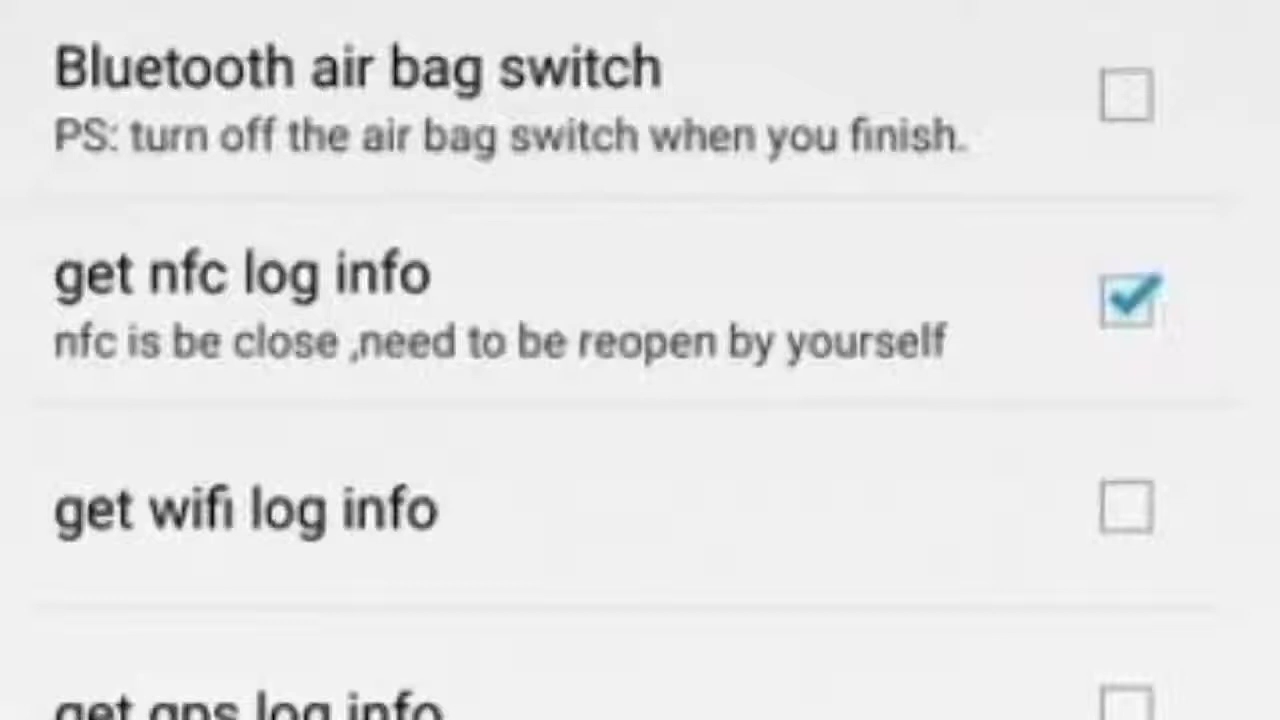 Bluetooth air bag switch
PS: turn off the air bag switch when you finish.
get nfc log info
nfc is be close ,need to be reopen by yourself
get wifi log info
get gps log info